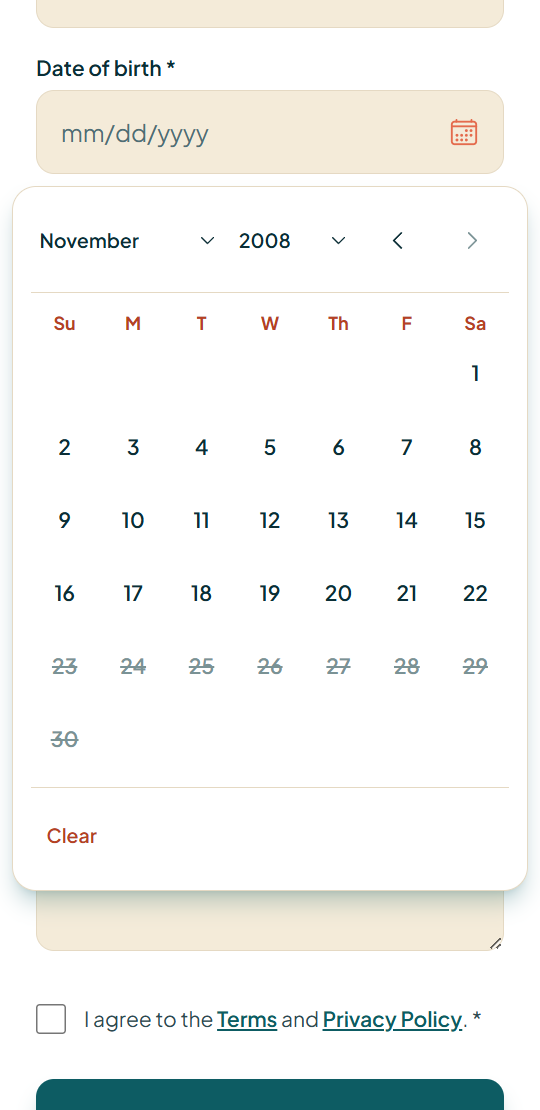 Date of birth *
mm/dd/yyyy
November 2008
Su M T W Th F Sa
1
2 3 4 5 6 7 8
9 10 11 12 13 14 15
16 17 18 19 20 21 22
23 24 25 26 27 28 29
30
Clear
I agree to the Terms and Privacy Policy. *